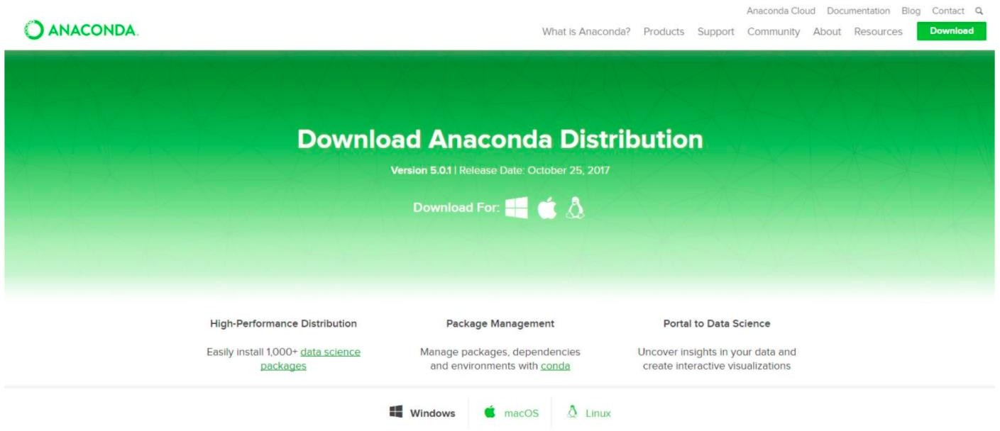 Anaconda Cloud Documentation Blog Contact
ANACONDA.
What is Anaconda? Products Support Community About Resources Download
Download Anaconda Distribution
Version 5.0.1 | Release Date: October 25, 2017
Download For:
High-Performance Distribution
Easily install 1,000+ data science
packages
Package Management
Manage packages, dependencies
and environments with conda
Portal to Data Science
Uncover insights in your data and
create interactive visualizations
Windows macOS Linux